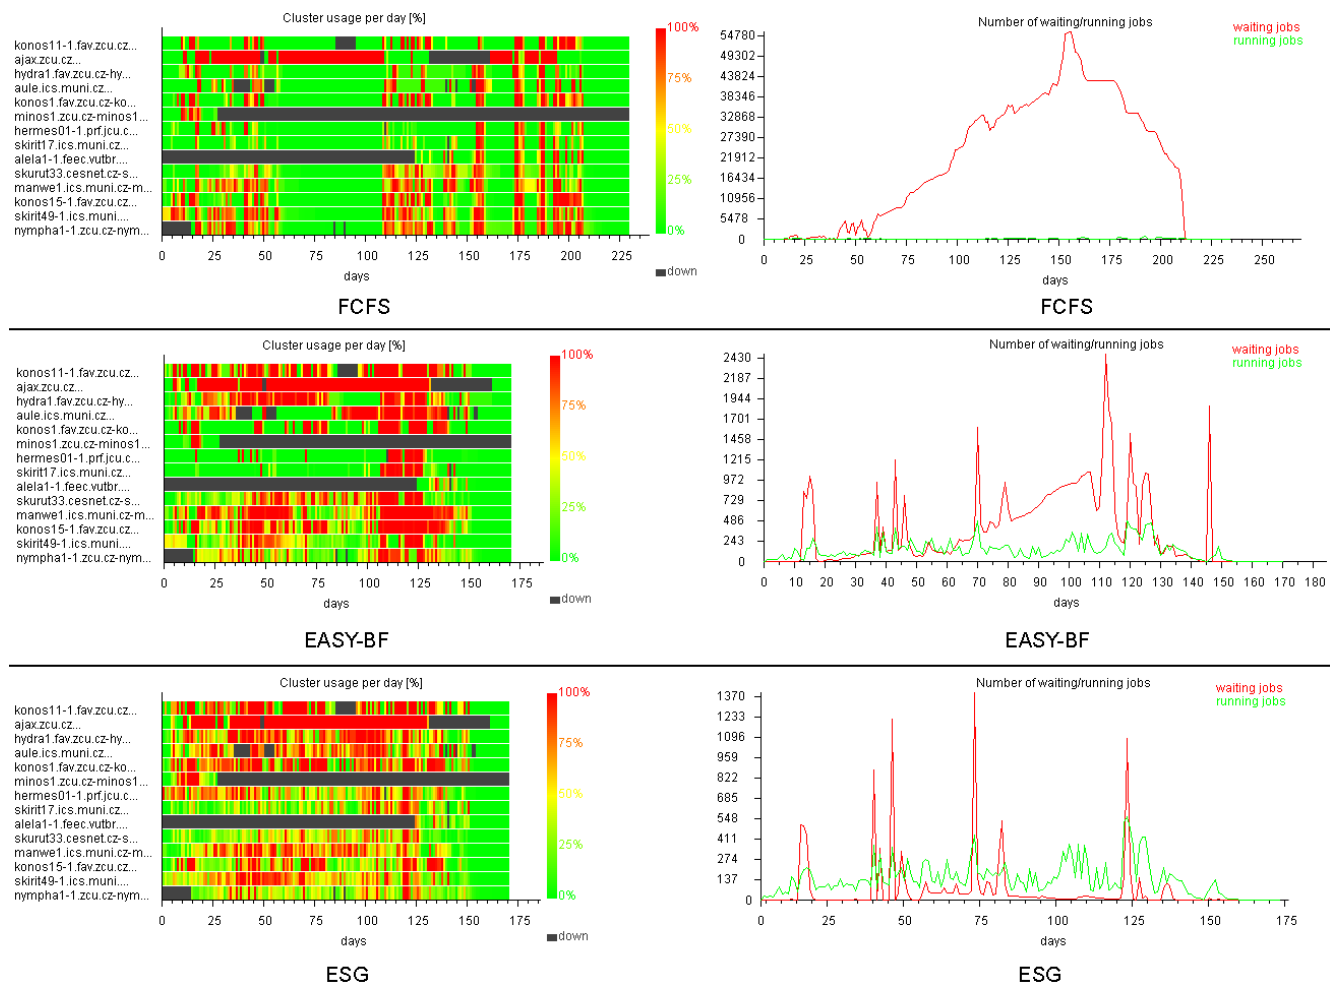 Cluster usage per day [%]
konos11-1.fav.zcu.cz...
ajax.zcu.cz...
hydra1.fav.zcu.cz-hy...
aule.ics.muni.cz...
konos1.fav.zcu.cz-ko...
minos1.zcu.cz-minos1...
hermes01-1.prf.jcu.c...
skirit17.ics.muni.cz...
alela1-1.feec.vutbr....
skurut33.cesnet.cz-s...
manwe1.ics.muni.cz-m...
konos15-1.fav.zcu.cz...
skirit49-1.ics.muni....
nympha1-1.zcu.cz-nym...
0 25 50 75 100 125 150 175 200 225
days
100%
75%
50%
25%
0%
down
FCFS
Number of waiting/running jobs
waiting jobs
running jobs
54780
49302
43824
38346
32868
27390
21912
16434
10956
5478
0
0 25 50 75 100 125 150 175 200 225 250
days
FCFS
Cluster usage per day [%]
konos11-1.fav.zcu.cz...
ajax.zcu.cz...
hydra1.fav.zcu.cz-hy...
aule.ics.muni.cz...
konos1.fav.zcu.cz-ko...
minos1.zcu.cz-minos1...
hermes01-1.prf.jcu.c...
skirit17.ics.muni.cz...
alela1-1.feec.vutbr....
skurut33.cesnet.cz-s...
manwe1.ics.muni.cz-m...
konos15-1.fav.zcu.cz...
skirit49-1.ics.muni....
nympha1-1.zcu.cz-nym...
0 25 50 75 100 125 150 175
days
100%
75%
50%
25%
0%
down
EASY-BF
Number of waiting/running jobs
waiting jobs
running jobs
2430
2187
1944
1701
1458
1215
972
729
486
243
0
0 10 20 30 40 50 60 70 80 90 100 110 120 130 140 150 160 170 180
days
EASY-BF
Cluster usage per day [%]
konos11-1.fav.zcu.cz...
ajax.zcu.cz...
hydra1.fav.zcu.cz-hy...
aule.ics.muni.cz...
konos1.fav.zcu.cz-ko...
minos1.zcu.cz-minos1...
hermes01-1.prf.jcu.c...
skirit17.ics.muni.cz...
alela1-1.feec.vutbr....
skurut33.cesnet.cz-s...
manwe1.ics.muni.cz-m...
konos15-1.fav.zcu.cz...
skirit49-1.ics.muni....
nympha1-1.zcu.cz-nym...
0 25 50 75 100 125 150 175
days
100%
75%
50%
25%
0%
down
ESG
Number of waiting/running jobs
waiting jobs
running jobs
1370
1233
1096
959
822
685
548
411
274
137
0
0 25 50 75 100 125 150 175
days
ESG